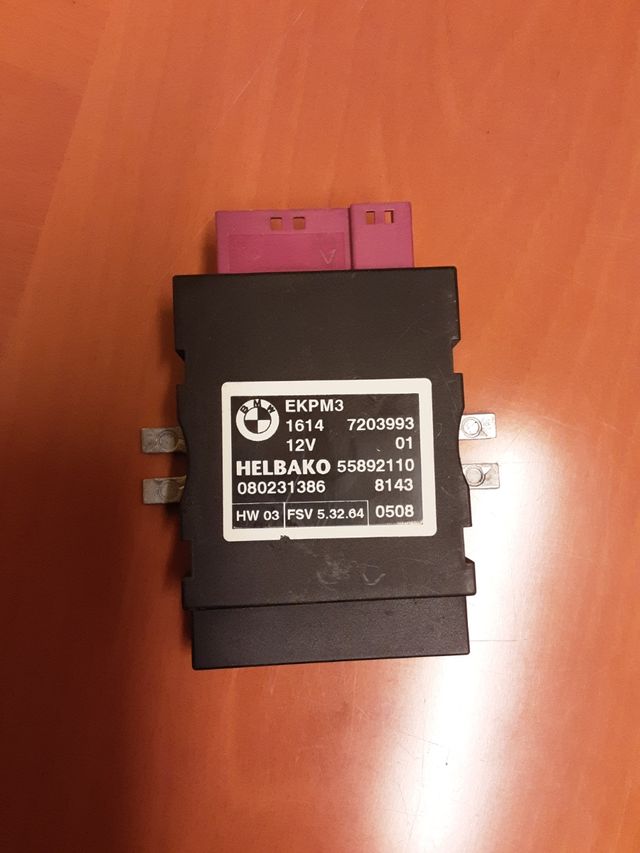 BMW
EKPM3
1614 7203993
12V 01
HELBAKO 55892110
080231386 8143
HW 03 FSV 5.32.64 0508